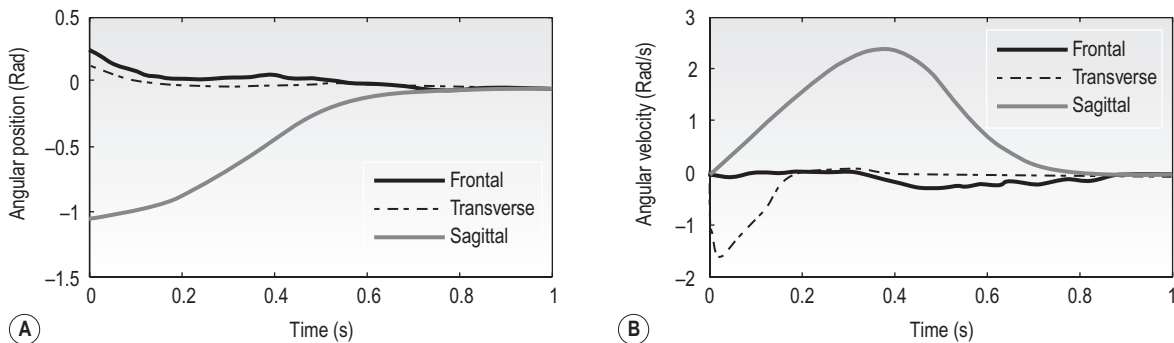 0.5
0
–0.5
–1
–1.5
Angular position (Rad)
Frontal
Transverse
Sagittal
0 0.2 0.4 0.6 0.8 1
Time (s)
A
3
2
1
0
–1
–2
Angular velocity (Rad/s)
Frontal
Transverse
Sagittal
0 0.2 0.4 0.6 0.8 1
Time (s)
B